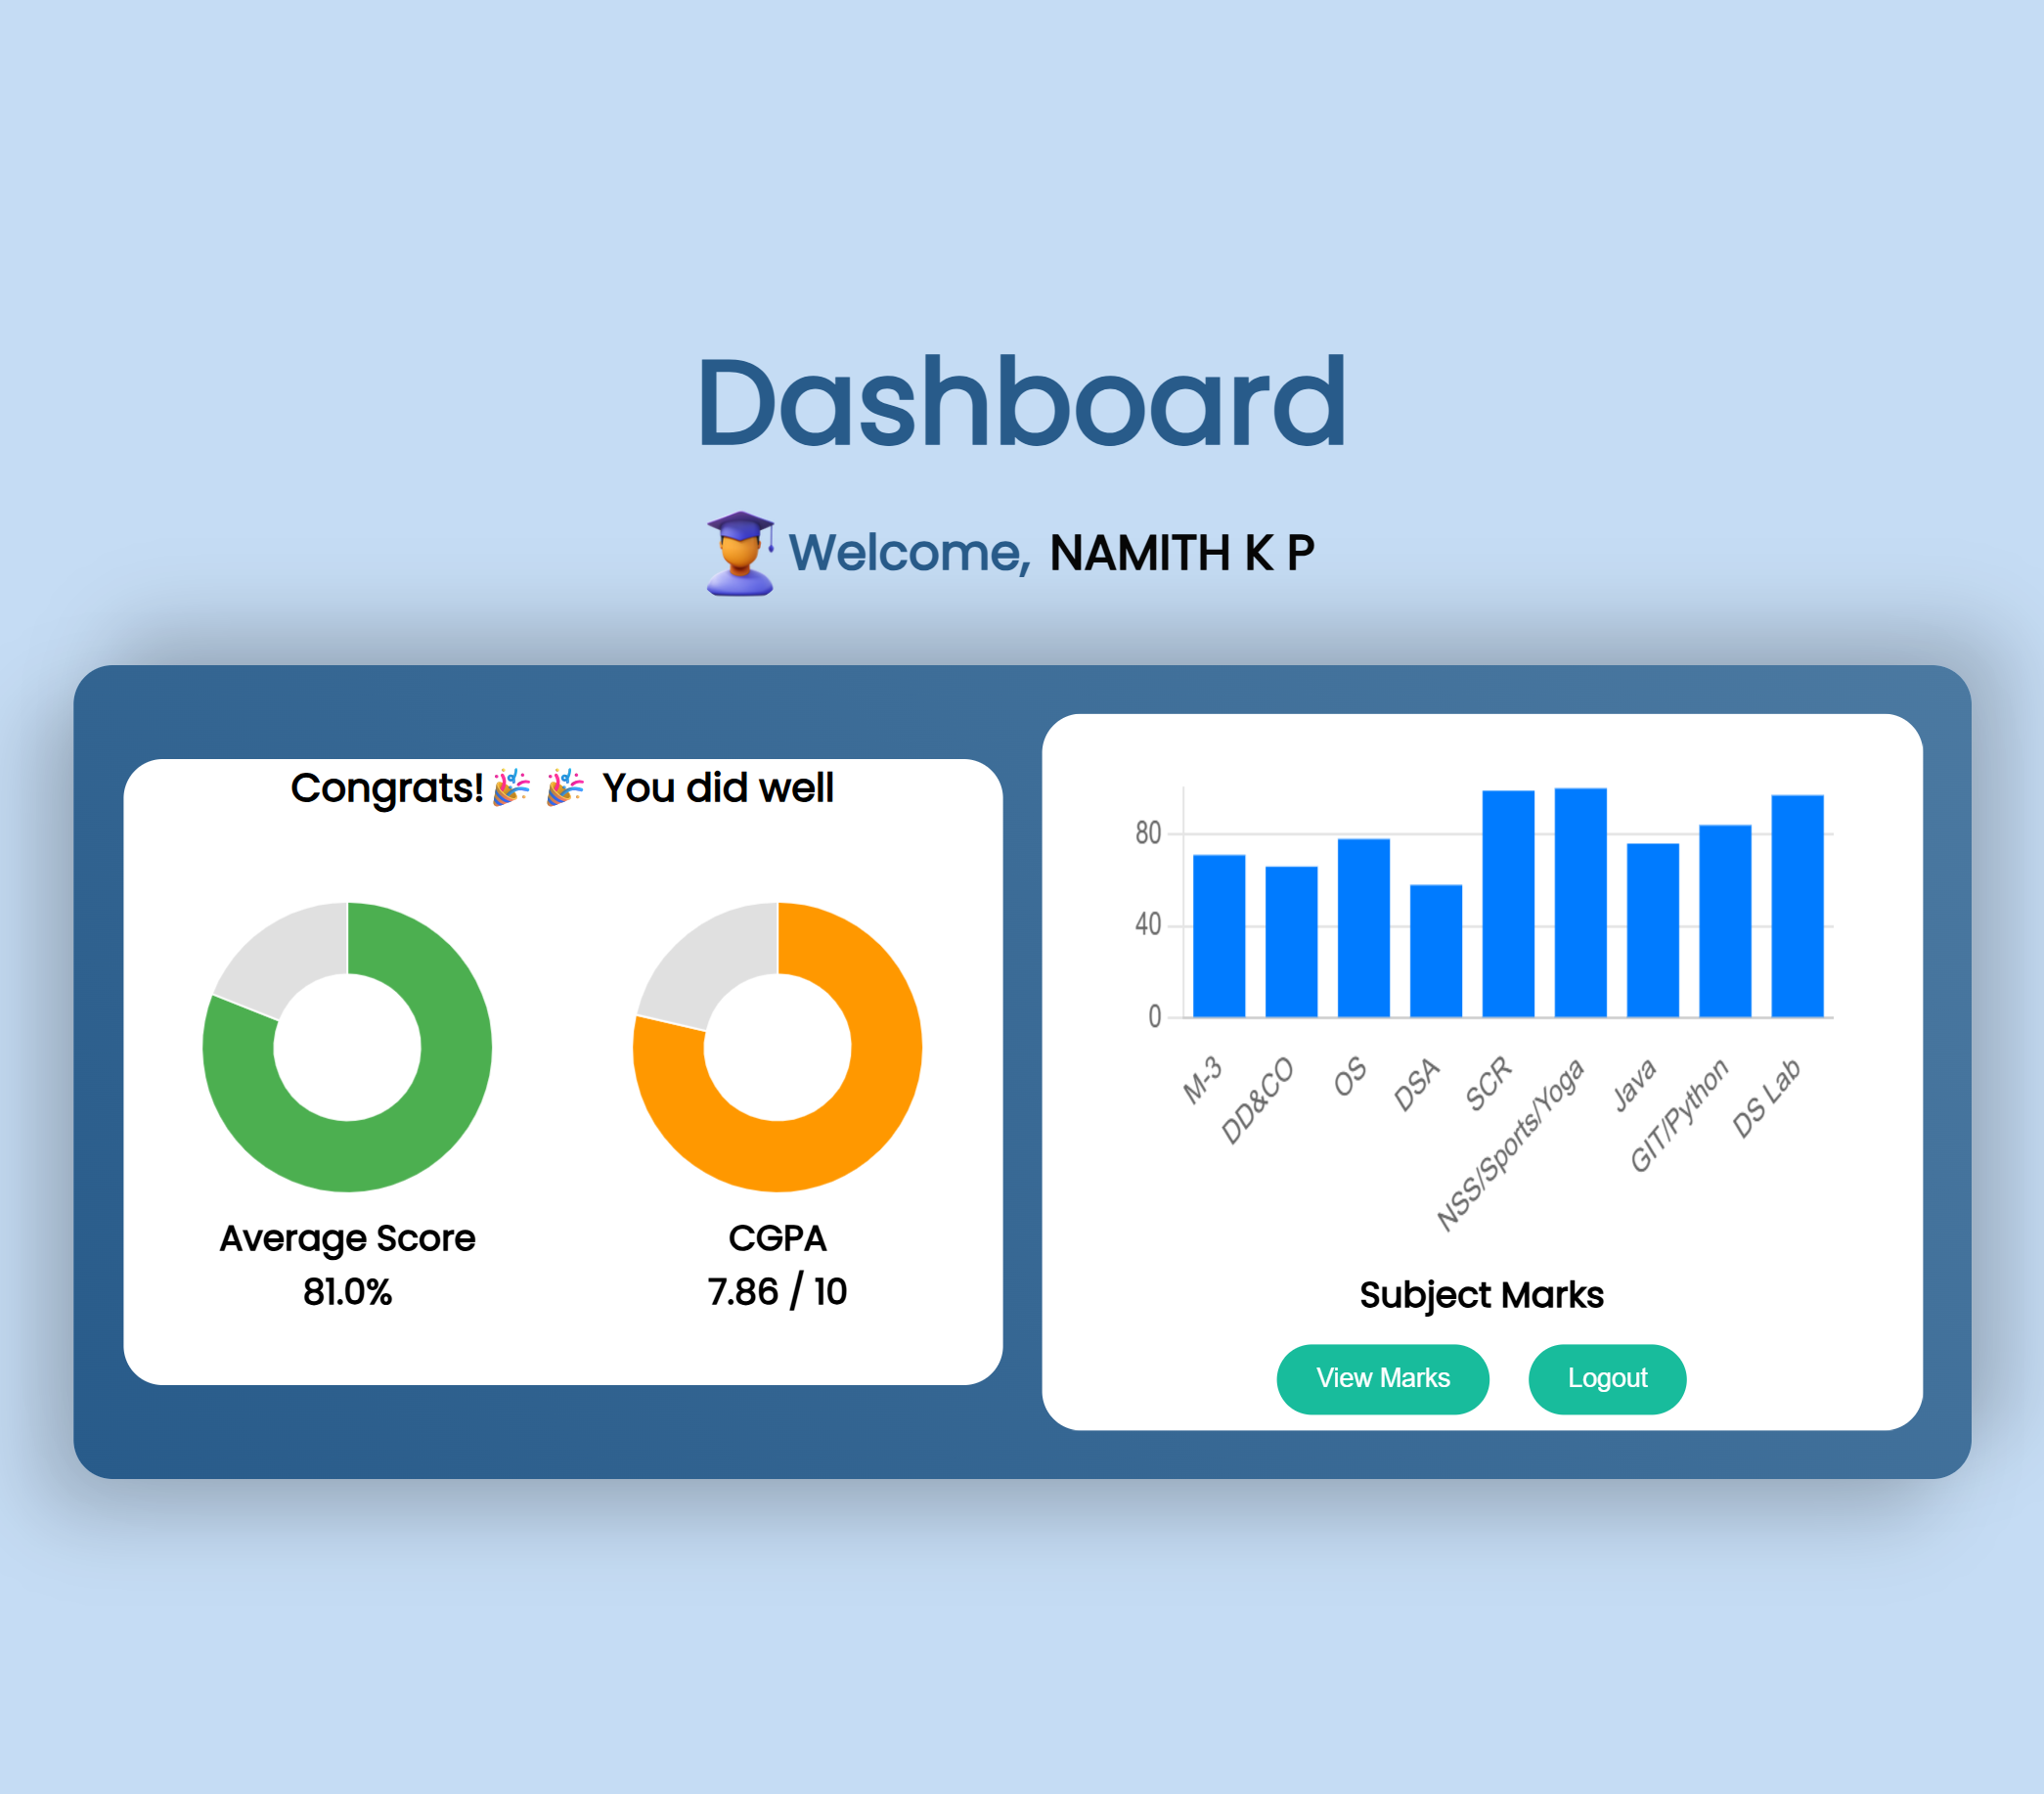 Dashboard
Welcome, NAMITH K P
Congrats!🎉 🎉 You did well
Average Score
81.0%
CGPA
7.86 / 10
80
40
0
M-3
DD&CO
OS
DSA
SCR
NSS/Sports/Yoga
Java
GIT/Python
DS Lab
Subject Marks
View Marks
Logout